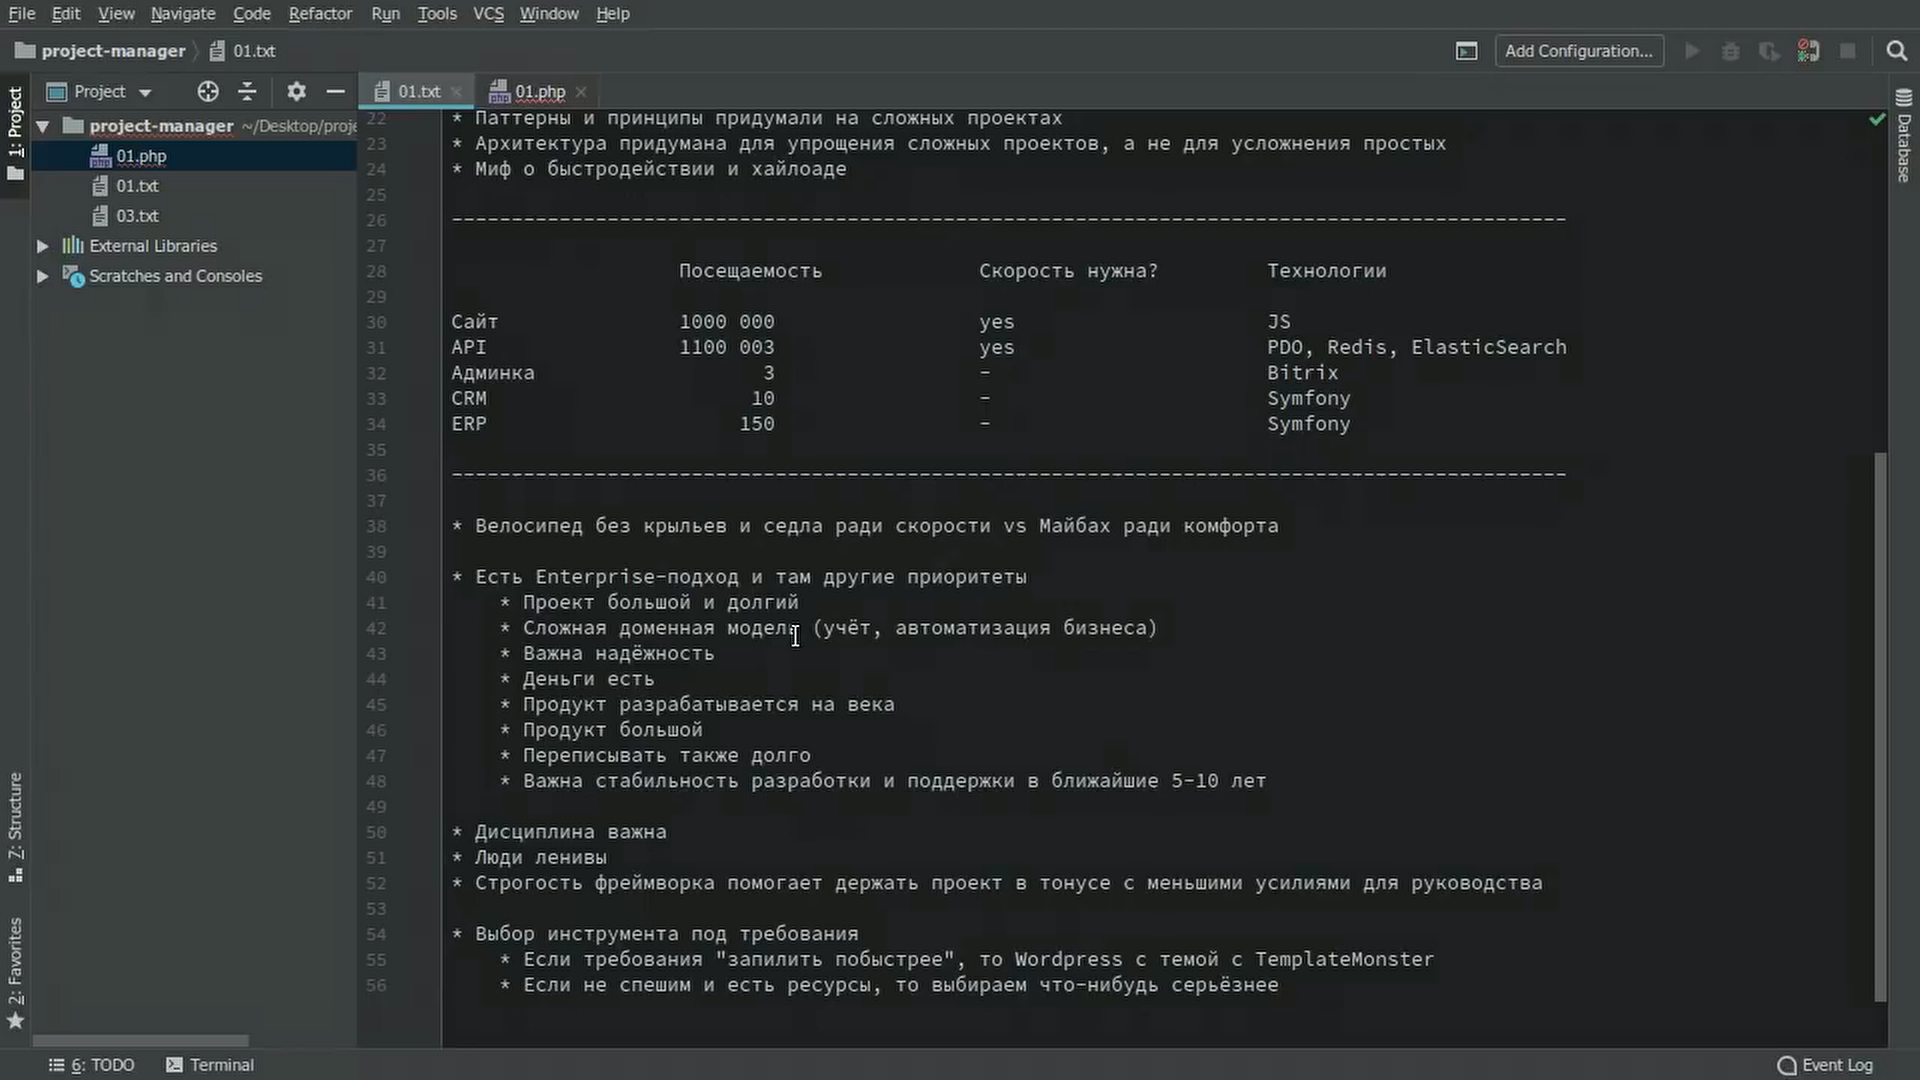 File Edit View Navigate Code Refactor Run Tools VCS Window Help
project-manager 01.txt Add Configuration...
1: Project
Project
01.txt
php 01.php
project-manager ~/Desktop/proje
php 01.php
01.txt
03.txt
External Libraries
Scratches and Consoles
Database
22 * Паттерны и принципы придумали на сложных проектах
23 * Архитектура придумана для упрощения сложных проектов, а не для усложнения простых
24 * Миф о быстродействии и хайлоаде
25
26 ---------------------------------------------------------------------------------------------
27
28 Посещаемость Скорость нужна? Технологии
29
30 Сайт 1000 000 yes JS
31 API 1100 003 yes PDO, Redis, ElasticSearch
32 Админка 3 - Bitrix
33 CRM 10 - Symfony
34 ERP 150 - Symfony
35
36 ---------------------------------------------------------------------------------------------
37
38 * Велосипед без крыльев и седла ради скорости vs Майбах ради комфорта
39
40 * Есть Enterprise-подход и там другие приоритеты
41 * Проект большой и долгий
42 * Сложная доменная модель (учёт, автоматизация бизнеса)
43 * Важна надёжность
44 * Деньги есть
45 * Продукт разрабатывается на века
46 * Продукт большой
47 * Переписывать также долго
48 * Важна стабильность разработки и поддержки в ближайшие 5-10 лет
49
50 * Дисциплина важна
51 * Люди ленивы
52 * Строгость фреймворка помогает держать проект в тонусе с меньшими усилиями для руководства
53
54 * Выбор инструмента под требования
55 * Если требования "запилить побыстрее", то Wordpress с темой с TemplateMonster
56 * Если не спешим и есть ресурсы, то выбираем что-нибудь серьёзнее
7: Structure
2: Favorites
6: TODO Terminal Event Log